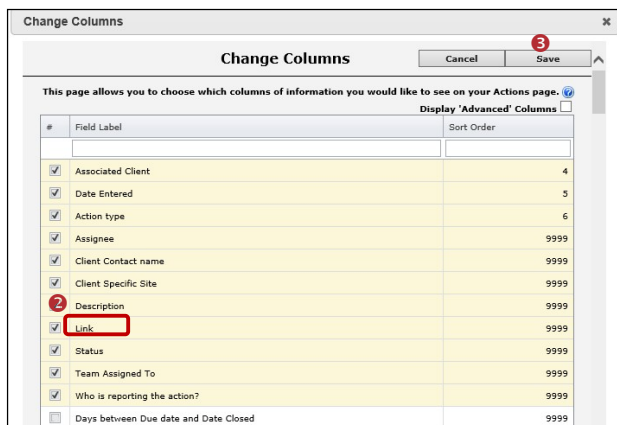 Change Columns ×
3
Change Columns Cancel Save
This page allows you to choose which columns of information you would like to see on your Actions page. ?
Display 'Advanced' Columns
# Field Label Sort Order
Associated Client 4
Date Entered 5
Action type 6
Assignee 9999
Client Contact name 9999
Client Specific Site 9999
2 Description 9999
Link 9999
Status 9999
Team Assigned To 9999
Who is reporting the action? 9999
Days between Due date and Date Closed 9999